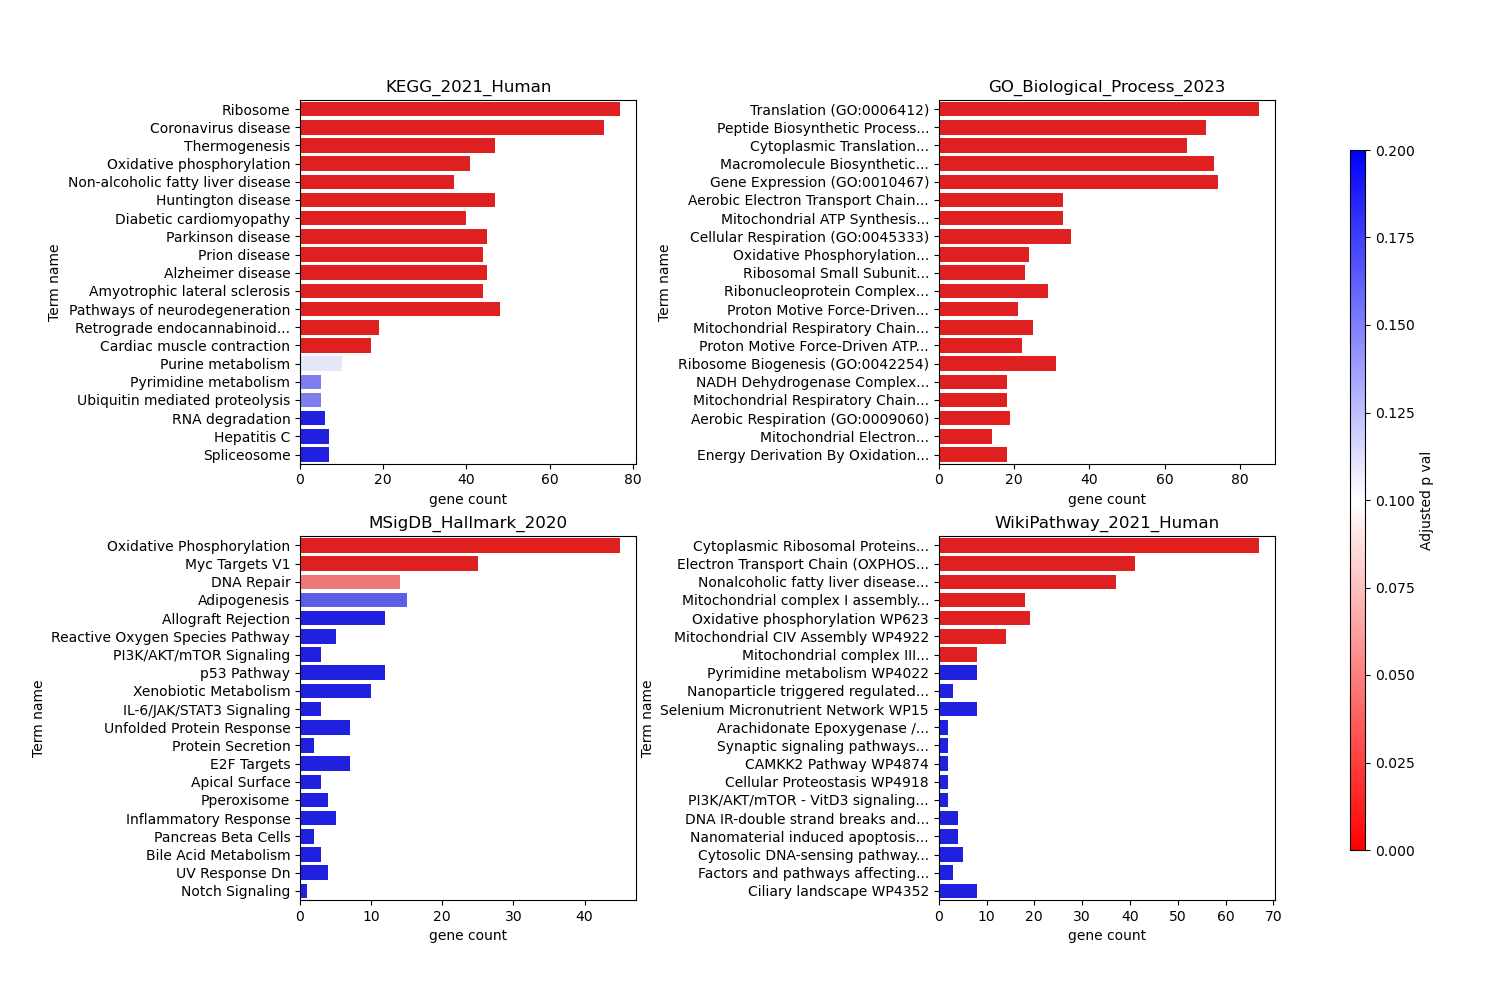 KEGG_2021_Human
Term name
Ribosome
Coronavirus disease
Thermogenesis
Oxidative phosphorylation
Non-alcoholic fatty liver disease
Huntington disease
Diabetic cardiomyopathy
Parkinson disease
Prion disease
Alzheimer disease
Amyotrophic lateral sclerosis
Pathways of neurodegeneration
Retrograde endocannabinoid...
Cardiac muscle contraction
Purine metabolism
Pyrimidine metabolism
Ubiquitin mediated proteolysis
RNA degradation
Hepatitis C
Spliceosome
0 20 40 60 80
gene count
GO_Biological_Process_2023
Term name
Translation (GO:0006412)
Peptide Biosynthetic Process...
Cytoplasmic Translation...
Macromolecule Biosynthetic...
Gene Expression (GO:0010467)
Aerobic Electron Transport Chain...
Mitochondrial ATP Synthesis...
Cellular Respiration (GO:0045333)
Oxidative Phosphorylation...
Ribosomal Small Subunit...
Ribonucleoprotein Complex...
Proton Motive Force-Driven...
Mitochondrial Respiratory Chain...
Proton Motive Force-Driven ATP...
Ribosome Biogenesis (GO:0042254)
NADH Dehydrogenase Complex...
Mitochondrial Respiratory Chain...
Aerobic Respiration (GO:0009060)
Mitochondrial Electron...
Energy Derivation By Oxidation...
0 20 40 60 80
gene count
MSigDB_Hallmark_2020
Term name
Oxidative Phosphorylation
Myc Targets V1
DNA Repair
Adipogenesis
Allograft Rejection
Reactive Oxygen Species Pathway
PI3K/AKT/mTOR Signaling
p53 Pathway
Xenobiotic Metabolism
IL-6/JAK/STAT3 Signaling
Unfolded Protein Response
Protein Secretion
E2F Targets
Apical Surface
Pperoxisome
Inflammatory Response
Pancreas Beta Cells
Bile Acid Metabolism
UV Response Dn
Notch Signaling
0 10 20 30 40
gene count
WikiPathway_2021_Human
Term name
Cytoplasmic Ribosomal Proteins...
Electron Transport Chain (OXPHOS...
Nonalcoholic fatty liver disease...
Mitochondrial complex I assembly...
Oxidative phosphorylation WP623
Mitochondrial CIV Assembly WP4922
Mitochondrial complex III...
Pyrimidine metabolism WP4022
Nanoparticle triggered regulated...
Selenium Micronutrient Network WP15
Arachidonate Epoxygenase /...
Synaptic signaling pathways...
CAMKK2 Pathway WP4874
Cellular Proteostasis WP4918
PI3K/AKT/mTOR - VitD3 signaling...
DNA IR-double strand breaks and...
Nanomaterial induced apoptosis...
Cytosolic DNA-sensing pathway...
Factors and pathways affecting...
Ciliary landscape WP4352
0 10 20 30 40 50 60 70
gene count
0.200
0.175
0.150
0.125
0.100
0.075
0.050
0.025
0.000
Adjusted p val